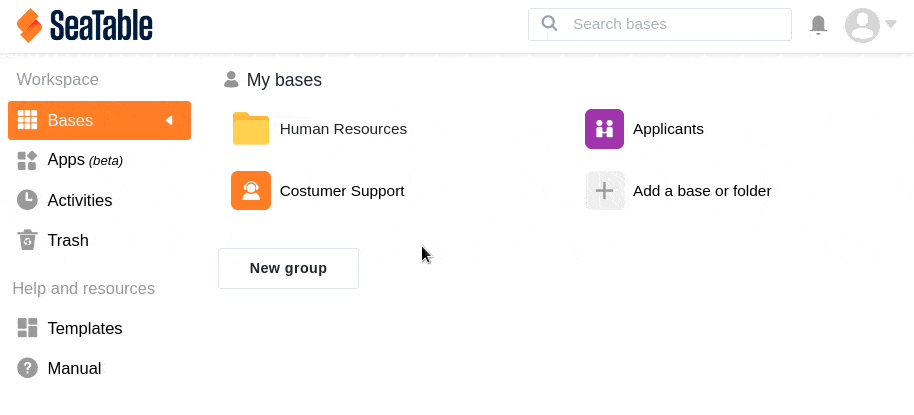 SeaTable
Search bases
Workspace
My bases
Bases
Human Resources
Applicants
Apps (beta)
Costumer Support
Add a base or folder
Activities
Trash
New group
Help and resources
Templates
? Manual